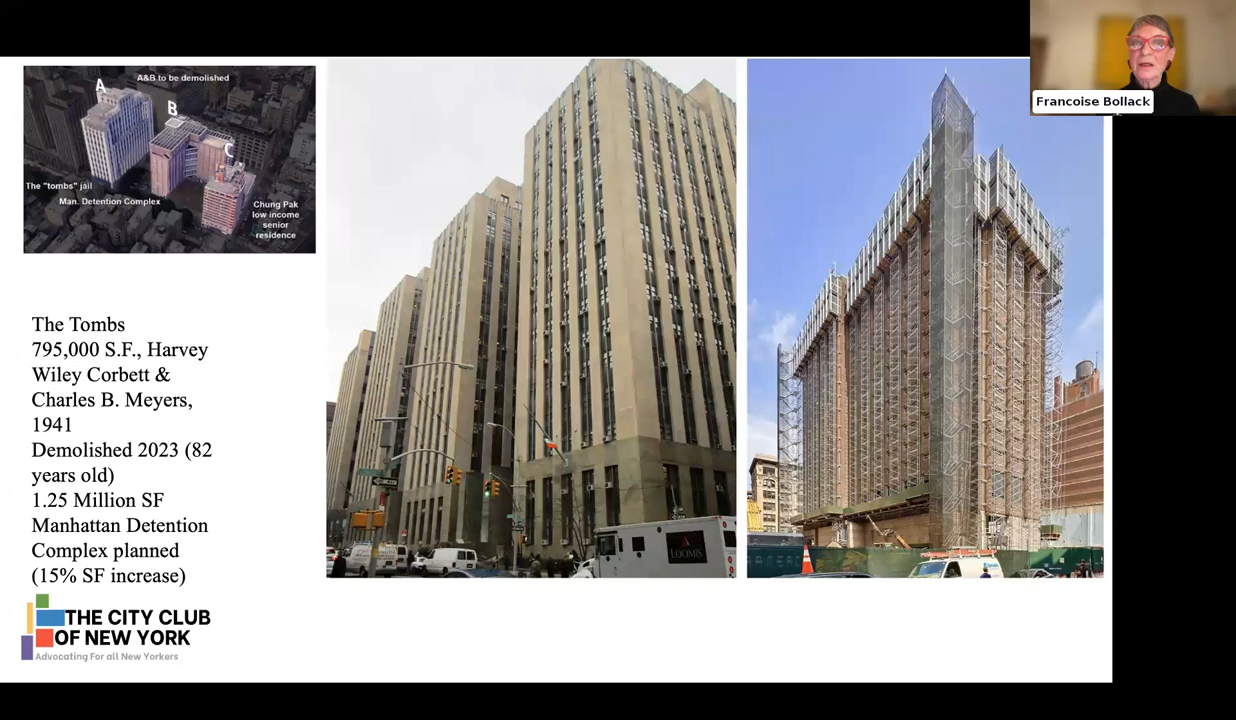 Francoise Bollack
A
A&B to be demolished
B
C
The "tombs" jail
Man. Detention Complex
Chung Pak
low income
senior
residence
The Tombs
795,000 S.F., Harvey
Wiley Corbett &
Charles B. Meyers,
1941
Demolished 2023 (82
years old)
1.25 Million SF
Manhattan Detention
Complex planned
(15% SF increase)
THE CITY CLUB
OF NEW YORK
Advocating For all New Yorkers
LOOMIS